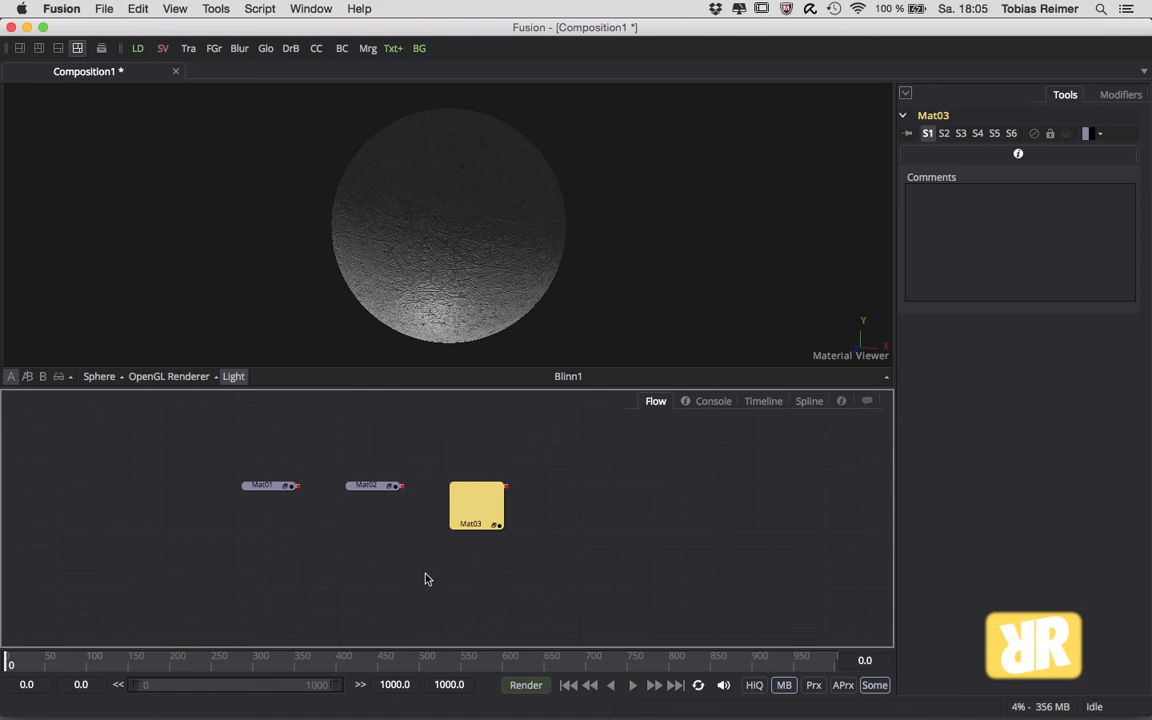 Fusion File Edit View Tools Script Window Help 100 % Sa. 18:05 Tobias Reimer
Fusion - [Composition1 *]
LD SV Tra FGr Blur Glo DrB CC BC Mrg Txt+ BG
Composition1 *
Tools Modifiers
Mat03
S1 S2 S3 S4 S5 S6
Comments
Y
X
Material Viewer
A A/B B Sphere OpenGL Renderer Light Blinn1
Flow Console Timeline Spline
Mat01 Mat02
Mat03
RR
0 50 100 150 200 250 300 350 400 450 500 550 600 650 700 750 800 850 900 950 0.0
0.0 0.0 << 0 1000 >> 1000.0 1000.0 Render HiQ MB Prx APrx Some
4% - 356 MB Idle